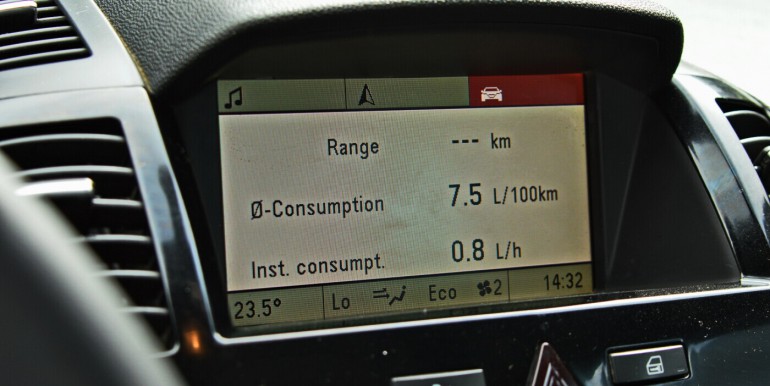 Range --- km
Ø-Consumption 7.5 L/100km
Inst. consumpt. 0.8 L/h
23.5° Lo Eco 2 14:32